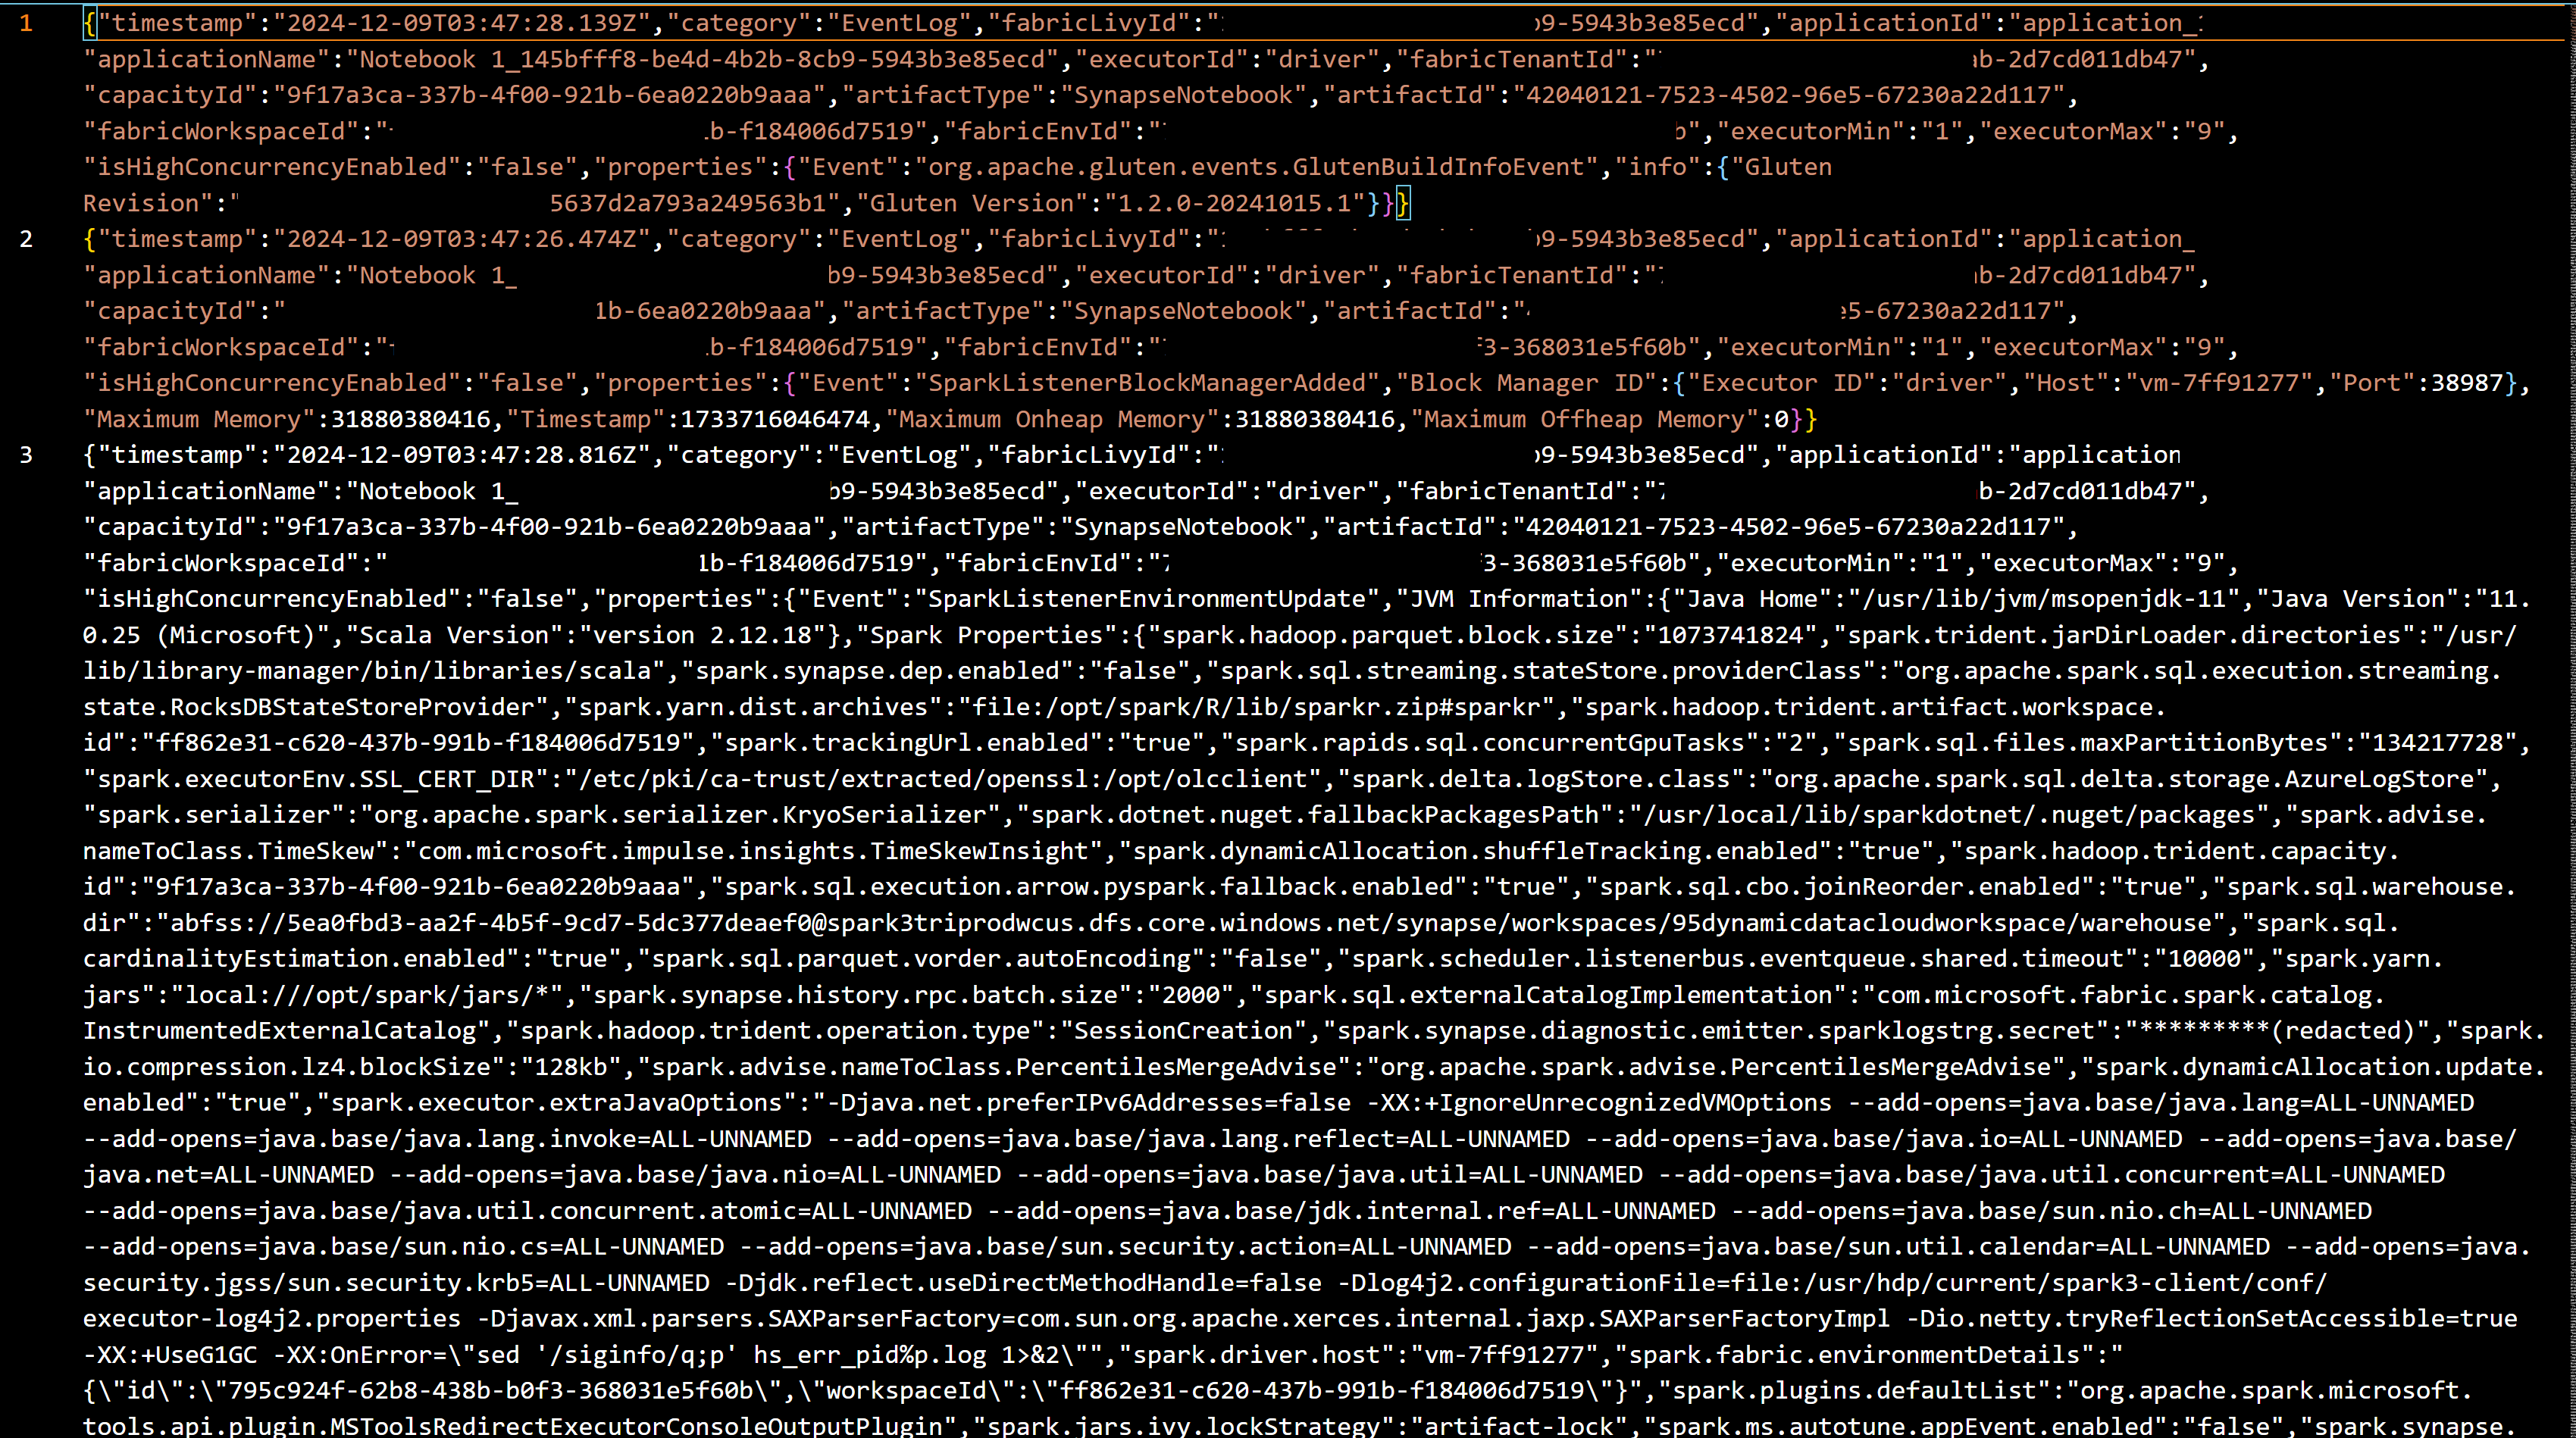 1 {"timestamp":"2024-12-09T03:47:28.139Z","category":"EventLog","fabricLivyId":" b9-5943b3e85ecd","applicationId":"application_
"applicationName":"Notebook 1_145bfff8-be4d-4b2b-8cb9-5943b3e85ecd","executorId":"driver","fabricTenantId":" ab-2d7cd011db47",
"capacityId":"9f17a3ca-337b-4f00-921b-6ea0220b9aaa","artifactType":"SynapseNotebook","artifactId":"42040121-7523-4502-96e5-67230a22d117",
"fabricWorkspaceId":" b-f184006d7519","fabricEnvId":" b","executorMin":"1","executorMax":"9",
"isHighConcurrencyEnabled":"false","properties":{"Event":"org.apache.gluten.events.GlutenBuildInfoEvent","info":{"Gluten
Revision":" 5637d2a793a249563b1","Gluten Version":"1.2.0-20241015.1"}}}
2 {"timestamp":"2024-12-09T03:47:26.474Z","category":"EventLog","fabricLivyId":" b9-5943b3e85ecd","applicationId":"application_
"applicationName":"Notebook 1_ b9-5943b3e85ecd","executorId":"driver","fabricTenantId":" b-2d7cd011db47",
"capacityId":" 1b-6ea0220b9aaa","artifactType":"SynapseNotebook","artifactId":" e5-67230a22d117",
"fabricWorkspaceId":" b-f184006d7519","fabricEnvId":" 3-368031e5f60b","executorMin":"1","executorMax":"9",
"isHighConcurrencyEnabled":"false","properties":{"Event":"SparkListenerBlockManagerAdded","Block Manager ID":{"Executor ID":"driver","Host":"vm-7ff91277","Port":38987},
"Maximum Memory":31880380416,"Timestamp":1733716046474,"Maximum Onheap Memory":31880380416,"Maximum Offheap Memory":0}}
3 {"timestamp":"2024-12-09T03:47:28.816Z","category":"EventLog","fabricLivyId":" 9-5943b3e85ecd","applicationId":"application
"applicationName":"Notebook 1_ b9-5943b3e85ecd","executorId":"driver","fabricTenantId":" b-2d7cd011db47",
"capacityId":"9f17a3ca-337b-4f00-921b-6ea0220b9aaa","artifactType":"SynapseNotebook","artifactId":"42040121-7523-4502-96e5-67230a22d117",
"fabricWorkspaceId":" 1b-f184006d7519","fabricEnvId":"7 3-368031e5f60b","executorMin":"1","executorMax":"9",
"isHighConcurrencyEnabled":"false","properties":{"Event":"SparkListenerEnvironmentUpdate","JVM Information":{"Java Home":"/usr/lib/jvm/msopenjdk-11","Java Version":"11.
0.25 (Microsoft)","Scala Version":"version 2.12.18"},"Spark Properties":{"spark.hadoop.parquet.block.size":"1073741824","spark.trident.jarDirLoader.directories":"/usr/
lib/library-manager/bin/libraries/scala","spark.synapse.dep.enabled":"false","spark.sql.streaming.stateStore.providerClass":"org.apache.spark.sql.execution.streaming.
state.RocksDBStateStoreProvider","spark.yarn.dist.archives":"file:/opt/spark/R/lib/sparkr.zip#sparkr","spark.hadoop.trident.artifact.workspace.
id":"ff862e31-c620-437b-991b-f184006d7519","spark.trackingUrl.enabled":"true","spark.rapids.sql.concurrentGpuTasks":"2","spark.sql.files.maxPartitionBytes":"134217728",
"spark.executorEnv.SSL_CERT_DIR":"/etc/pki/ca-trust/extracted/openssl:/opt/olcclient","spark.delta.logStore.class":"org.apache.spark.sql.delta.storage.AzureLogStore",
"spark.serializer":"org.apache.spark.serializer.KryoSerializer","spark.dotnet.nuget.fallbackPackagesPath":"/usr/local/lib/sparkdotnet/.nuget/packages","spark.advise.
nameToClass.TimeSkew":"com.microsoft.impulse.insights.TimeSkewInsight","spark.dynamicAllocation.shuffleTracking.enabled":"true","spark.hadoop.trident.capacity.
id":"9f17a3ca-337b-4f00-921b-6ea0220b9aaa","spark.sql.execution.arrow.pyspark.fallback.enabled":"true","spark.sql.cbo.joinReorder.enabled":"true","spark.sql.warehouse.
dir":"abfss://5ea0fbd3-aa2f-4b5f-9cd7-5dc377deaef0@spark3triprodwcus.dfs.core.windows.net/synapse/workspaces/95dynamicdatacloudworkspace/warehouse","spark.sql.
cardinalityEstimation.enabled":"true","spark.sql.parquet.vorder.autoEncoding":"false","spark.scheduler.listenerbus.eventqueue.shared.timeout":"10000","spark.yarn.
jars":"local:///opt/spark/jars/*","spark.synapse.history.rpc.batch.size":"2000","spark.sql.externalCatalogImplementation":"com.microsoft.fabric.spark.catalog.
InstrumentedExternalCatalog","spark.hadoop.trident.operation.type":"SessionCreation","spark.synapse.diagnostic.emitter.sparklogstrg.secret":"*********(redacted)","spark.
io.compression.lz4.blockSize":"128kb","spark.advise.nameToClass.PercentilesMergeAdvise":"org.apache.spark.advise.PercentilesMergeAdvise","spark.dynamicAllocation.update.
enabled":"true","spark.executor.extraJavaOptions":"-Djava.net.preferIPv6Addresses=false -XX:+IgnoreUnrecognizedVMOptions --add-opens=java.base/java.lang=ALL-UNNAMED
--add-opens=java.base/java.lang.invoke=ALL-UNNAMED --add-opens=java.base/java.lang.reflect=ALL-UNNAMED --add-opens=java.base/java.io=ALL-UNNAMED --add-opens=java.base/
java.net=ALL-UNNAMED --add-opens=java.base/java.nio=ALL-UNNAMED --add-opens=java.base/java.util=ALL-UNNAMED --add-opens=java.base/java.util.concurrent=ALL-UNNAMED
--add-opens=java.base/java.util.concurrent.atomic=ALL-UNNAMED --add-opens=java.base/jdk.internal.ref=ALL-UNNAMED --add-opens=java.base/sun.nio.ch=ALL-UNNAMED
--add-opens=java.base/sun.nio.cs=ALL-UNNAMED --add-opens=java.base/sun.security.action=ALL-UNNAMED --add-opens=java.base/sun.util.calendar=ALL-UNNAMED --add-opens=java.
security.jgss/sun.security.krb5=ALL-UNNAMED -Djdk.reflect.useDirectMethodHandle=false -Dlog4j2.configurationFile=file:/usr/hdp/current/spark3-client/conf/
executor-log4j2.properties -Djavax.xml.parsers.SAXParserFactory=com.sun.org.apache.xerces.internal.jaxp.SAXParserFactoryImpl -Dio.netty.tryReflectionSetAccessible=true
-XX:+UseG1GC -XX:OnError=\"sed '/siginfo/q;p' hs_err_pid%p.log 1>&2\"","spark.driver.host":"vm-7ff91277","spark.fabric.environmentDetails":"
{\"id\":\"795c924f-62b8-438b-b0f3-368031e5f60b\",\"workspaceId\":\"ff862e31-c620-437b-991b-f184006d7519\"}","spark.plugins.defaultList":"org.apache.spark.microsoft.
tools.api.plugin.MSToolsRedirectExecutorConsoleOutputPlugin","spark.jars.ivy.lockStrategy":"artifact-lock","spark.ms.autotune.appEvent.enabled":"false","spark.synapse.